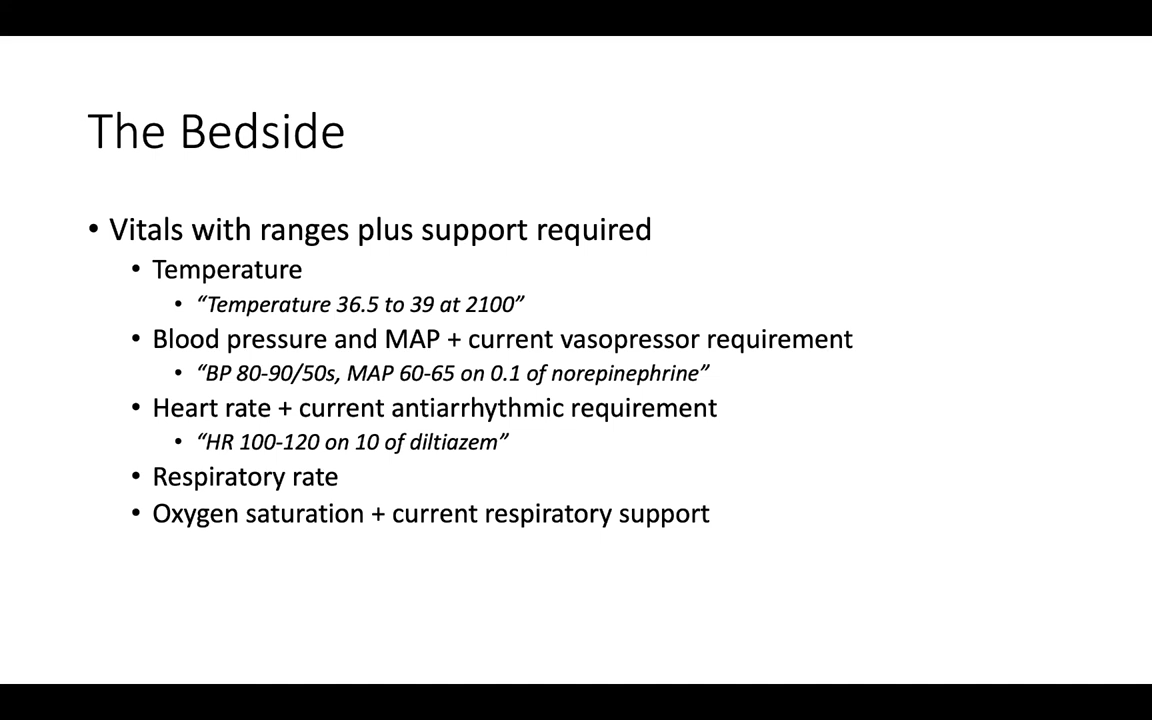 The Bedside
• Vitals with ranges plus support required
• Temperature
• “Temperature 36.5 to 39 at 2100”
• Blood pressure and MAP + current vasopressor requirement
• “BP 80-90/50s, MAP 60-65 on 0.1 of norepinephrine”
• Heart rate + current antiarrhythmic requirement
• “HR 100-120 on 10 of diltiazem”
• Respiratory rate
• Oxygen saturation + current respiratory support